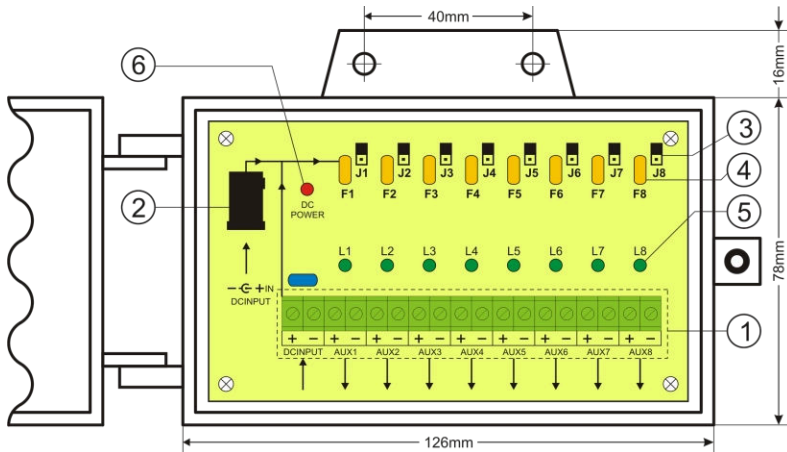 40mm
16mm
6
3
J1 J2 J3 J4 J5 J6 J7 J8
4
F1 F2 F3 F4 F5 F6 F7 F8
2
DC
POWER
5
L1 L2 L3 L4 L5 L6 L7 L8
78mm
− + IN
DCINPUT
1
+ − + − + − + − + − + − + − + − + −
DCINPUT AUX1 AUX2 AUX3 AUX4 AUX5 AUX6 AUX7 AUX8
126mm